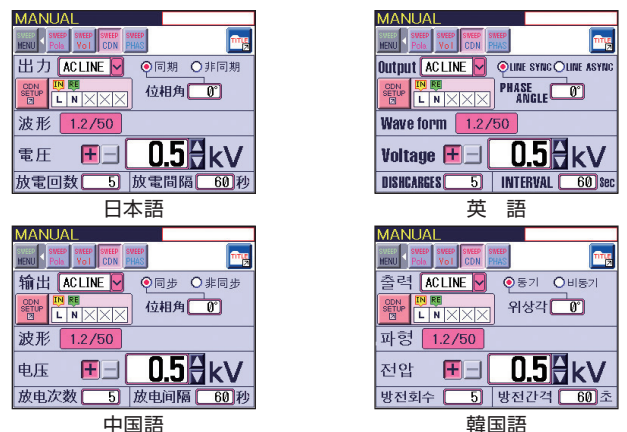 MANUAL
SWEEP MENU SWEEP Pola SWEEP Vol SWEEP CDN SWEEP PHAS TITLE
出力 AC LINE 同期 非同期
CDN SETUP IN RE L N 位相角 0°
波形 1.2/50
電圧 + - 0.5 kV
放電回数 5 放電間隔 60 秒
日本語
MANUAL
SWEEP MENU SWEEP Pola SWEEP Vol SWEEP CDN SWEEP PHAS TITLE
Output AC LINE LINE SYNC LINE ASYNC
CDN SETUP IN RE L N PHASE ANGLE 0°
Wave form 1.2/50
Voltage + - 0.5 kV
DISHCARGES 5 INTERVAL 60 Sec
英 語
MANUAL
SWEEP MENU SWEEP Pola SWEEP Vol SWEEP CDN SWEEP PHAS TITLE
输出 AC LINE 同步 非同步
CDN SETUP IN RE L N 位相角 0°
波形 1.2/50
电压 + - 0.5 kV
放电次数 5 放电间隔 60 秒
中国語
MANUAL
SWEEP MENU SWEEP Pola SWEEP Vol SWEEP CDN SWEEP PHAS TITLE
출력 AC LINE 동기 비동기
CDN SETUP IN RE L N 위상각 0°
파형 1.2/50
전압 + - 0.5 kV
방전회수 5 방전간격 60 초
韓国語